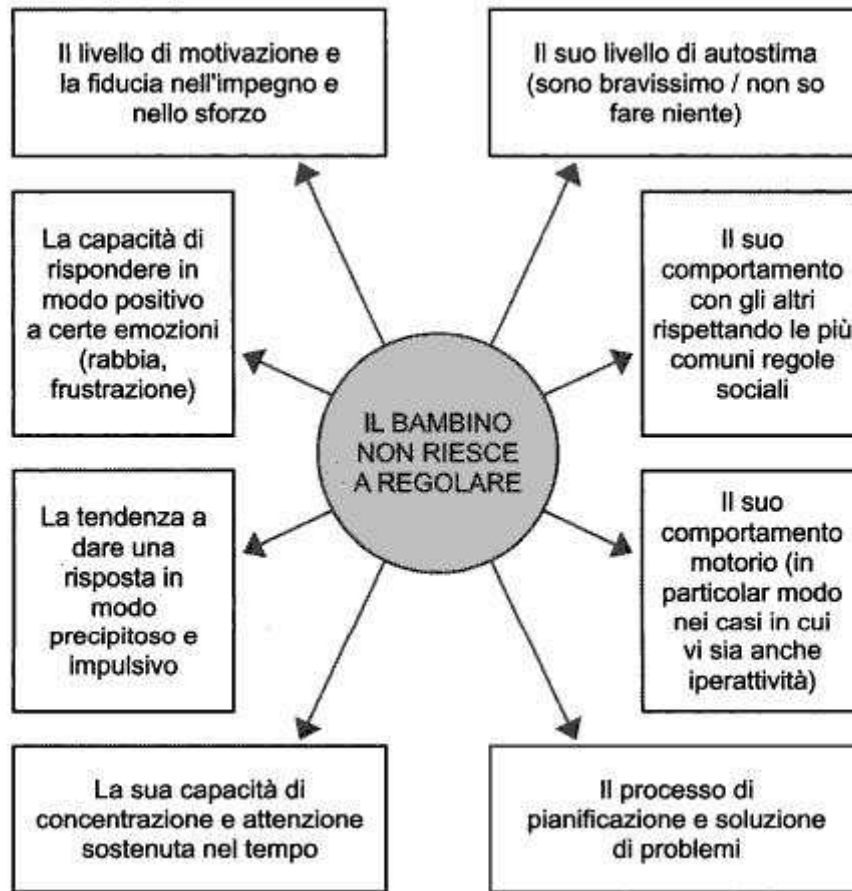 Il livello di motivazione e
la fiducia nell'impegno e
nello sforzo
Il suo livello di autostima
(sono bravissimo / non so
fare niente)
La capacità di
rispondere in
modo positivo
a certe emozioni
(rabbia,
frustrazione)
Il suo
comportamento
con gli altri
rispettando le più
comuni regole
sociali
IL BAMBINO
NON RIESCE
A REGOLARE
La tendenza a
dare una
risposta in
modo
precipitoso e
impulsivo
Il suo
comportamento
motorio (in
particolar modo
nei casi in cui
vi sia anche
iperattività)
La sua capacità di
concentrazione e attenzione
sostenuta nel tempo
Il processo di
pianificazione e soluzione
di problemi